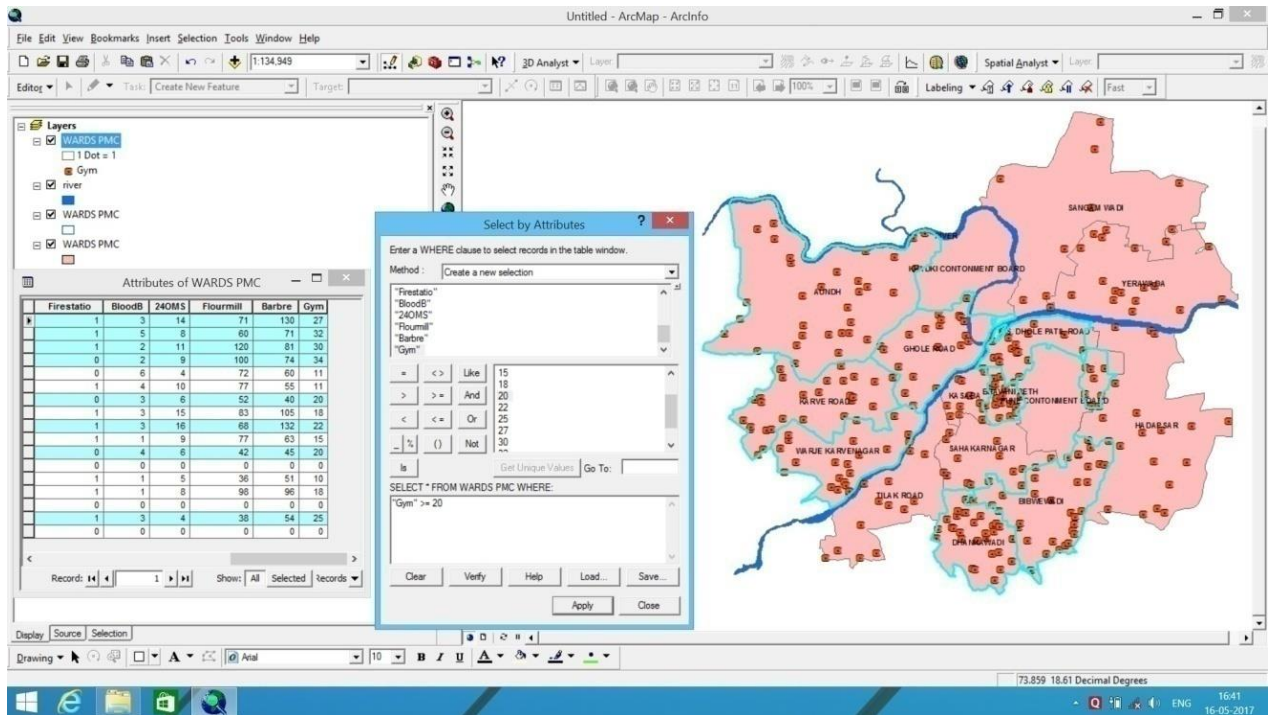 Untitled - ArcMap - ArcInfo
File Edit View Bookmarks Insert Selection Tools Window Help
1:134,949 3D Analyst Layer: Spatial Analyst Layer:
Editor Task: Create New Feature Target: 100% Labeling Fast
Layers
WARDS PMC
1 Dot = 1
Gym
river
WARDS PMC
WARDS PMC
Attributes of WARDS PMC
Firestatio BloodB 24OMS Flourmill Barbre Gym
1 3 14 71 130 27
1 5 8 60 71 32
1 2 11 120 81 30
0 2 9 100 74 34
0 6 4 72 60 11
1 4 10 77 55 11
0 3 6 52 40 20
1 3 15 83 105 18
1 3 16 68 132 22
1 1 9 77 63 15
0 4 6 42 45 20
0 0 0 0 0 0
1 1 5 36 51 10
1 1 8 98 96 18
0 0 0 0 0 0
1 3 4 38 54 25
0 0 0 0 0 0
Record: 1 Show: All Selected Records
Display Source Selection
Select by Attributes
Enter a WHERE clause to select records in the table window.
Method : Create a new selection
"Firestatio"
"BloodB"
"24OMS"
"Flourmill"
"Barbre"
"Gym"
= <> Like
> >= And
< <= Or
_ % () Not
Is
15
18
20
22
25
27
30
Get Unique Values Go To:
SELECT * FROM WARDS PMC WHERE:
"Gym" >= 20
Clear Verify Help Load... Save...
Apply Close
SANGAM WADI
KONTONMENT BOARD
AUNDH
YERAWADA
DHOLE PATIL ROAD
GHOLE ROAD
KARVE ROAD
KASABA
CONTONMENT BOARD
HADAPSAR
WARJE KARVENAGAR
SAHAKARNAGAR
TILAK ROAD
BIBWEWADI
DHANKAWADI
Drawing Arial 10 B I U A
73.859 18.61 Decimal Degrees
ENG
16:41
16-05-2017